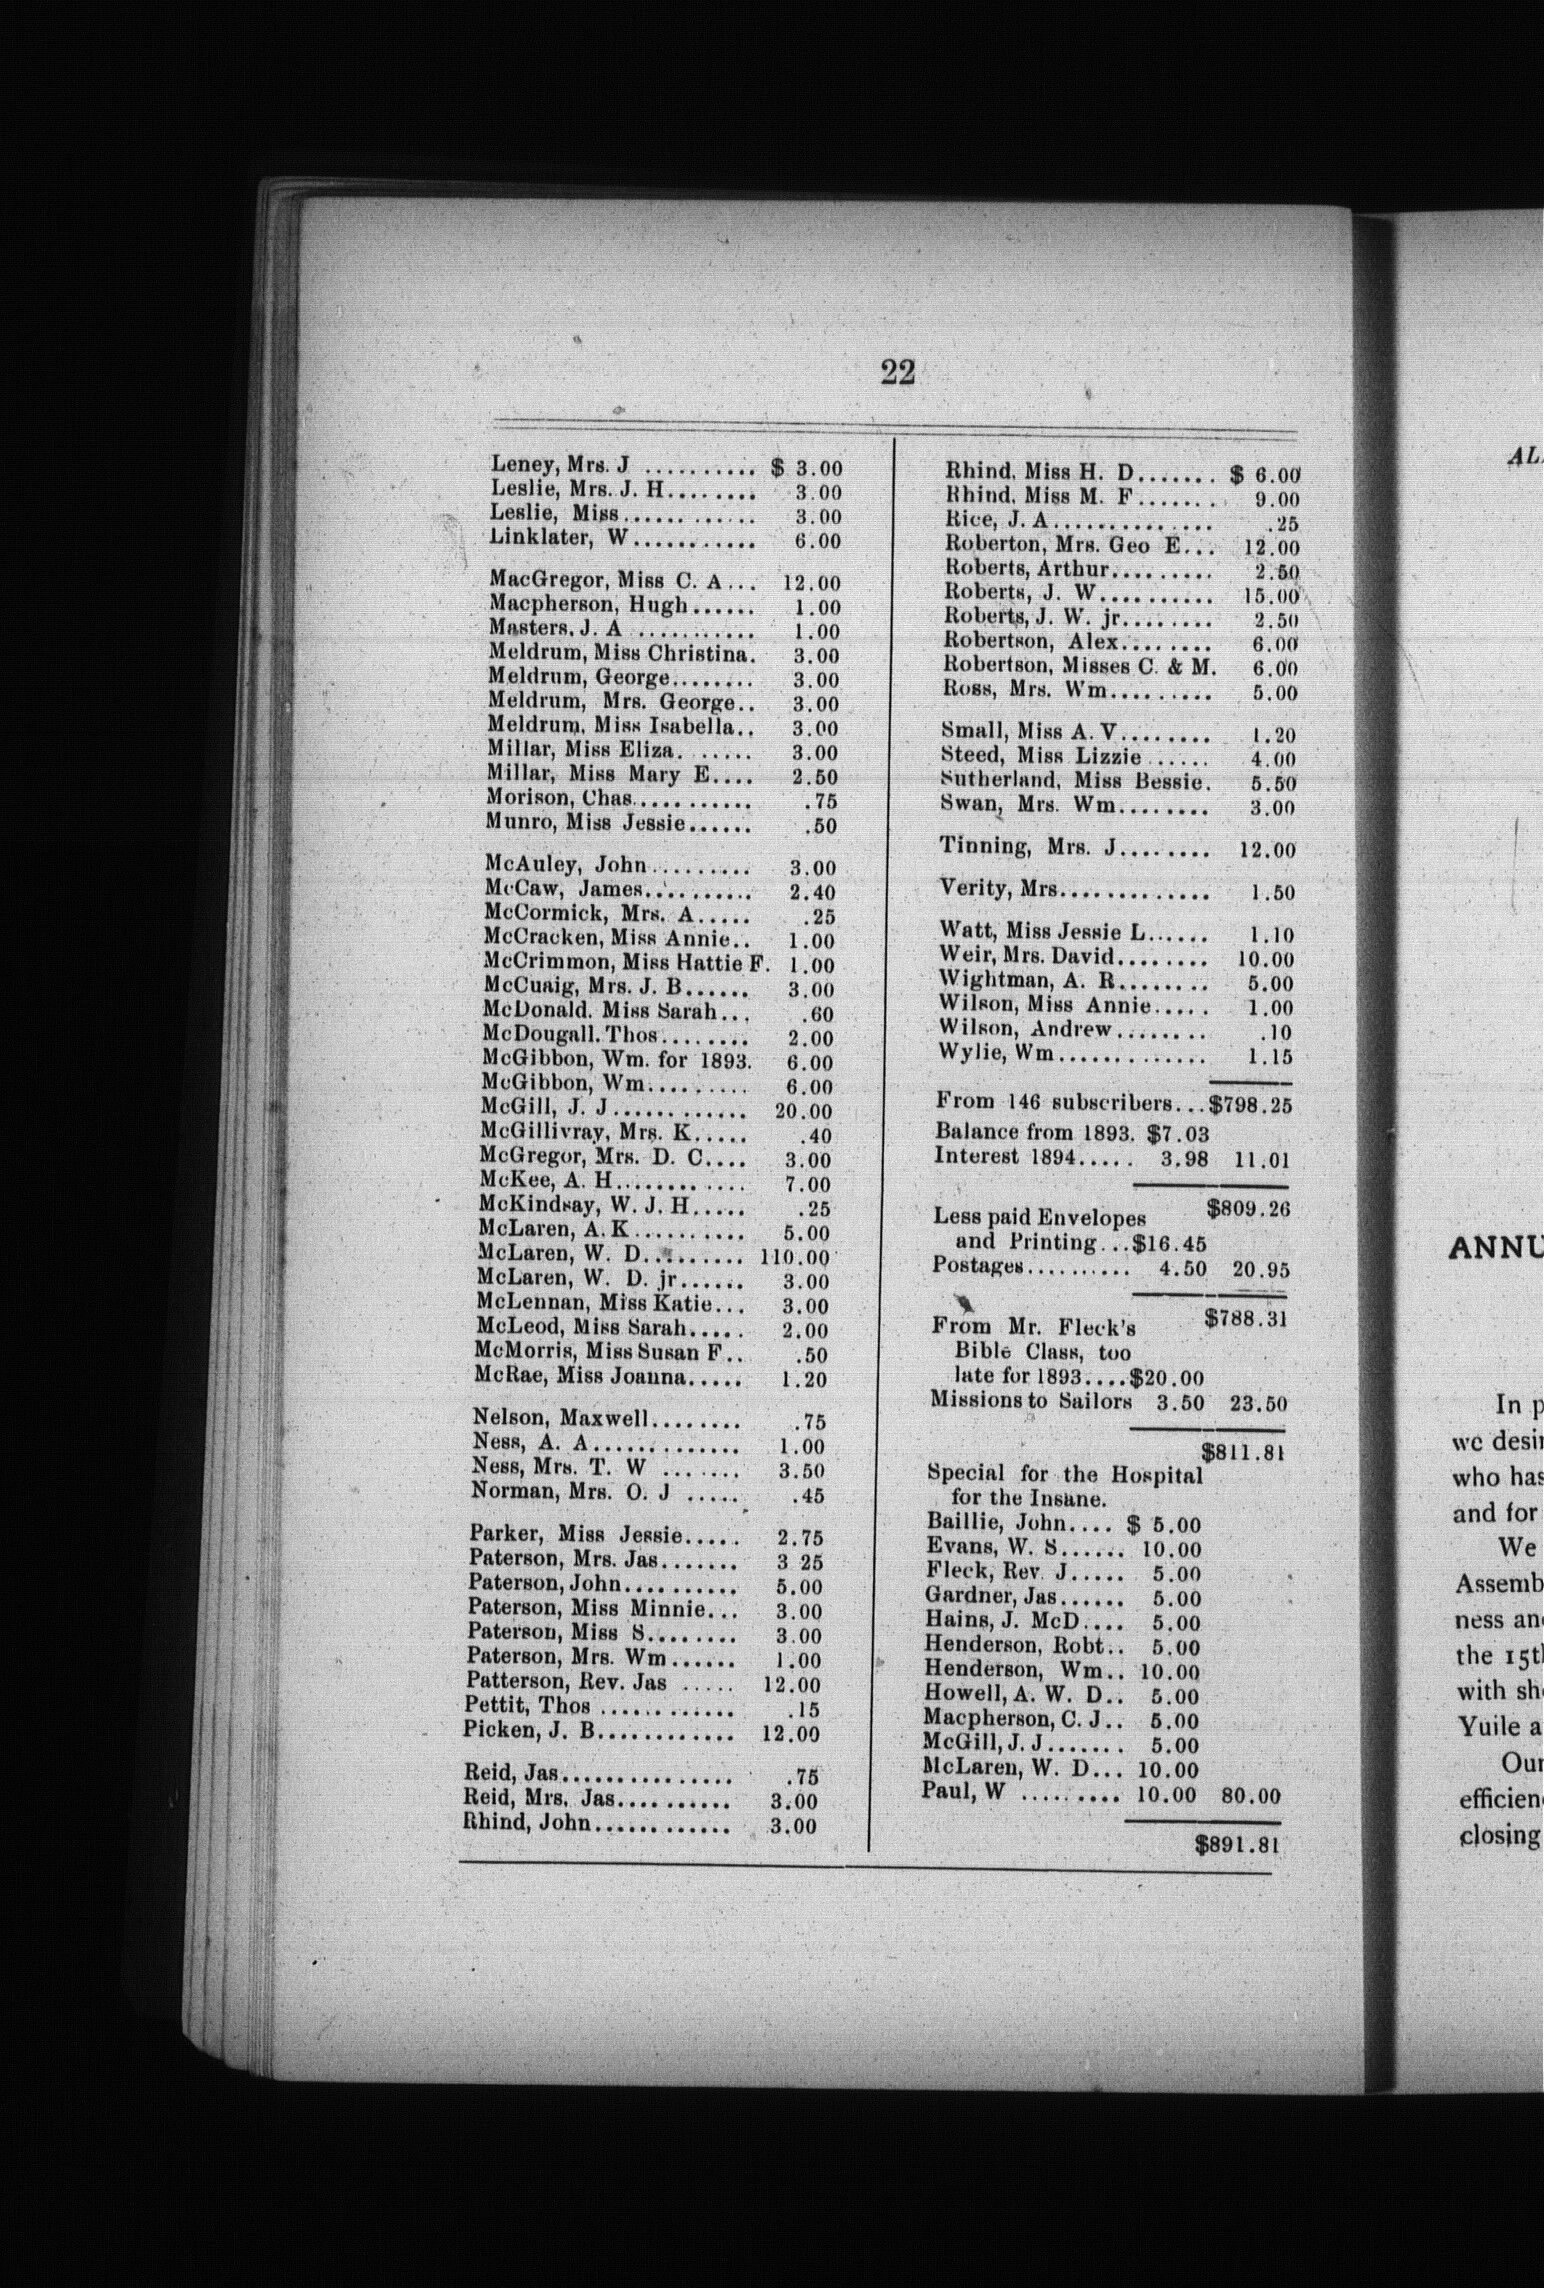 22
Leney, Mrs. J .......... $ 3.00
Leslie, Mrs. J. H........ 3.00
Leslie, Miss............ 3.00
Linklater, W........... 6.00
MacGregor, Miss C. A... 12.00
Macpherson, Hugh...... 1.00
Masters, J. A ........... 1.00
Meldrum, Miss Christina. 3.00
Meldrum, George........ 3.00
Meldrum, Mrs. George.. 3.00
Meldrum, Miss Isabella.. 3.00
Millar, Miss Eliza....... 3.00
Millar, Miss Mary E.... 2.50
Morison, Chas........... .75
Munro, Miss Jessie...... .50
McAuley, John......... 3.00
McCaw, James.......... 2.40
McCormick, Mrs. A..... .25
McCracken, Miss Annie.. 1.00
McCrimmon, Miss Hattie F. 1.00
McCuaig, Mrs. J. B...... 3.00
McDonald. Miss Sarah... .60
McDougall. Thos........ 2.00
McGibbon, Wm. for 1893. 6.00
McGibbon, Wm......... 6.00
McGill, J. J............ 20.00
McGillivray, Mrs. K..... .40
McGregor, Mrs. D. C.... 3.00
McKee, A. H............ 7.00
McKindsay, W. J. H..... .25
McLaren, A. K.......... 5.00
McLaren, W. D......... 110.00
McLaren, W. D. jr...... 3.00
McLennan, Miss Katie... 3.00
McLeod, Miss Sarah..... 2.00
McMorris, Miss Susan F.. .50
McRae, Miss Joanna..... 1.20
Nelson, Maxwell........ .75
Ness, A. A............. 1.00
Ness, Mrs. T. W ....... 3.50
Norman, Mrs. O. J ..... .45
Parker, Miss Jessie..... 2.75
Paterson, Mrs. Jas....... 3 25
Paterson, John.......... 5.00
Paterson, Miss Minnie... 3.00
Paterson, Miss S........ 3.00
Paterson, Mrs. Wm...... 1.00
Patterson, Rev. Jas ..... 12.00
Pettit, Thos ............ .15
Picken, J. B............ 12.00
Reid, Jas............... .75
Reid, Mrs. Jas.......... 3.00
Rhind, John............ 3.00
Rhind, Miss H. D....... $ 6.00
Rhind, Miss M. F....... 9.00
Rice, J. A.............. .25
Roberton, Mrs. Geo E... 12.00
Roberts, Arthur......... 2.50
Roberts, J. W.......... 15.00
Roberts, J. W. jr........ 2.50
Robertson, Alex........ 6.00
Robertson, Misses C. & M. 6.00
Ross, Mrs. Wm......... 5.00
Small, Miss A. V........ 1.20
Steed, Miss Lizzie...... 4.00
Sutherland, Miss Bessie. 5.50
Swan, Mrs. Wm........ 3.00
Tinning, Mrs. J........ 12.00
Verity, Mrs............. 1.50
Watt, Miss Jessie L...... 1.10
Weir, Mrs. David........ 10.00
Wightman, A. R........ 5.00
Wilson, Miss Annie..... 1.00
Wilson, Andrew........ .10
Wylie, Wm............. 1.15
From 146 subscribers...$798.25
Balance from 1893. $7.03
Interest 1894..... 3.98 11.01
$809.26
Less paid Envelopes
and Printing...$16.45
Postages.......... 4.50 20.95
$788.31
From Mr. Fleck's
Bible Class, too
late for 1893....$20.00
Missions to Sailors 3.50 23.50
$811.81
Special for the Hospital
for the Insane.
Baillie, John.... $ 5.00
Evans, W. S...... 10.00
Fleck, Rev. J..... 5.00
Gardner, Jas...... 5.00
Hains, J. McD.... 5.00
Henderson, Robt.. 5.00
Henderson, Wm.. 10.00
Howell, A. W. D.. 5.00
Macpherson, C. J.. 5.00
McGill, J. J....... 5.00
McLaren, W. D... 10.00
Paul, W ......... 10.00 80.00
$891.81
AL
ANNU
In p
we desi
who has
and for
We
Assemb
ness an
the 15t
with sh
Yuile a
Our
efficien
closing